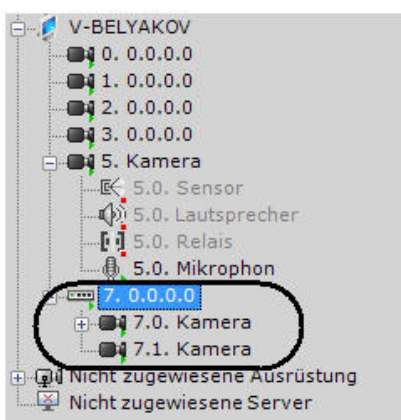 V-BELYAKOV
0. 0.0.0.0
1. 0.0.0.0
2. 0.0.0.0
3. 0.0.0.0
5. Kamera
5.0. Sensor
5.0. Lautsprecher
5.0. Relais
5.0. Mikrophon
7. 0.0.0.0
7.0. Kamera
7.1. Kamera
Nicht zugewiesene Ausrüstung
Nicht zugewiesene Server